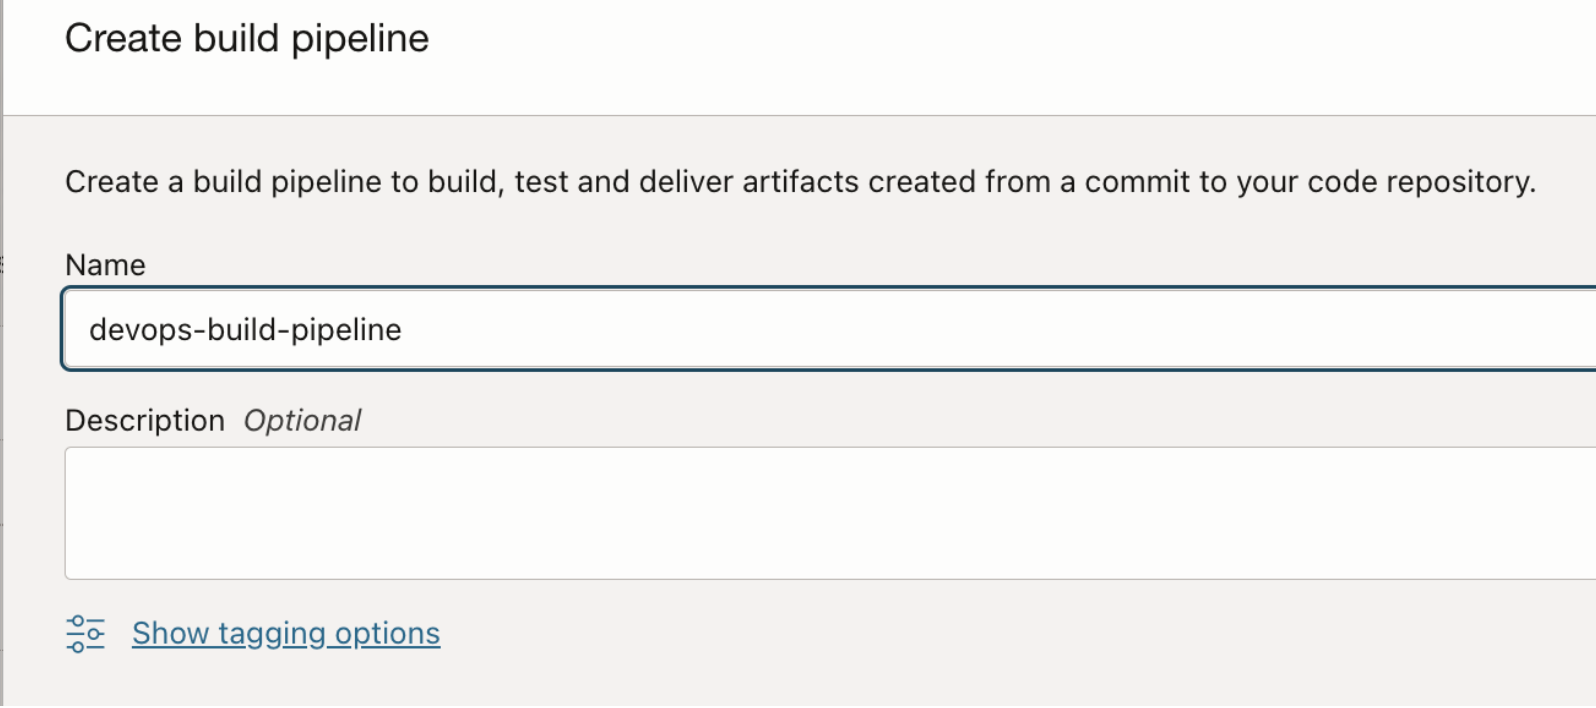 Create build pipeline
Create a build pipeline to build, test and deliver artifacts created from a commit to your code repository.
Name
devops-build-pipeline
Description Optional
Show tagging options